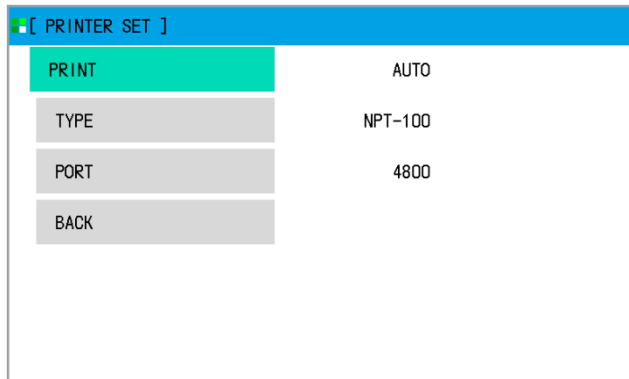 [ PRINTER SET ]
PRINT AUTO
TYPE NPT-100
PORT 4800
BACK